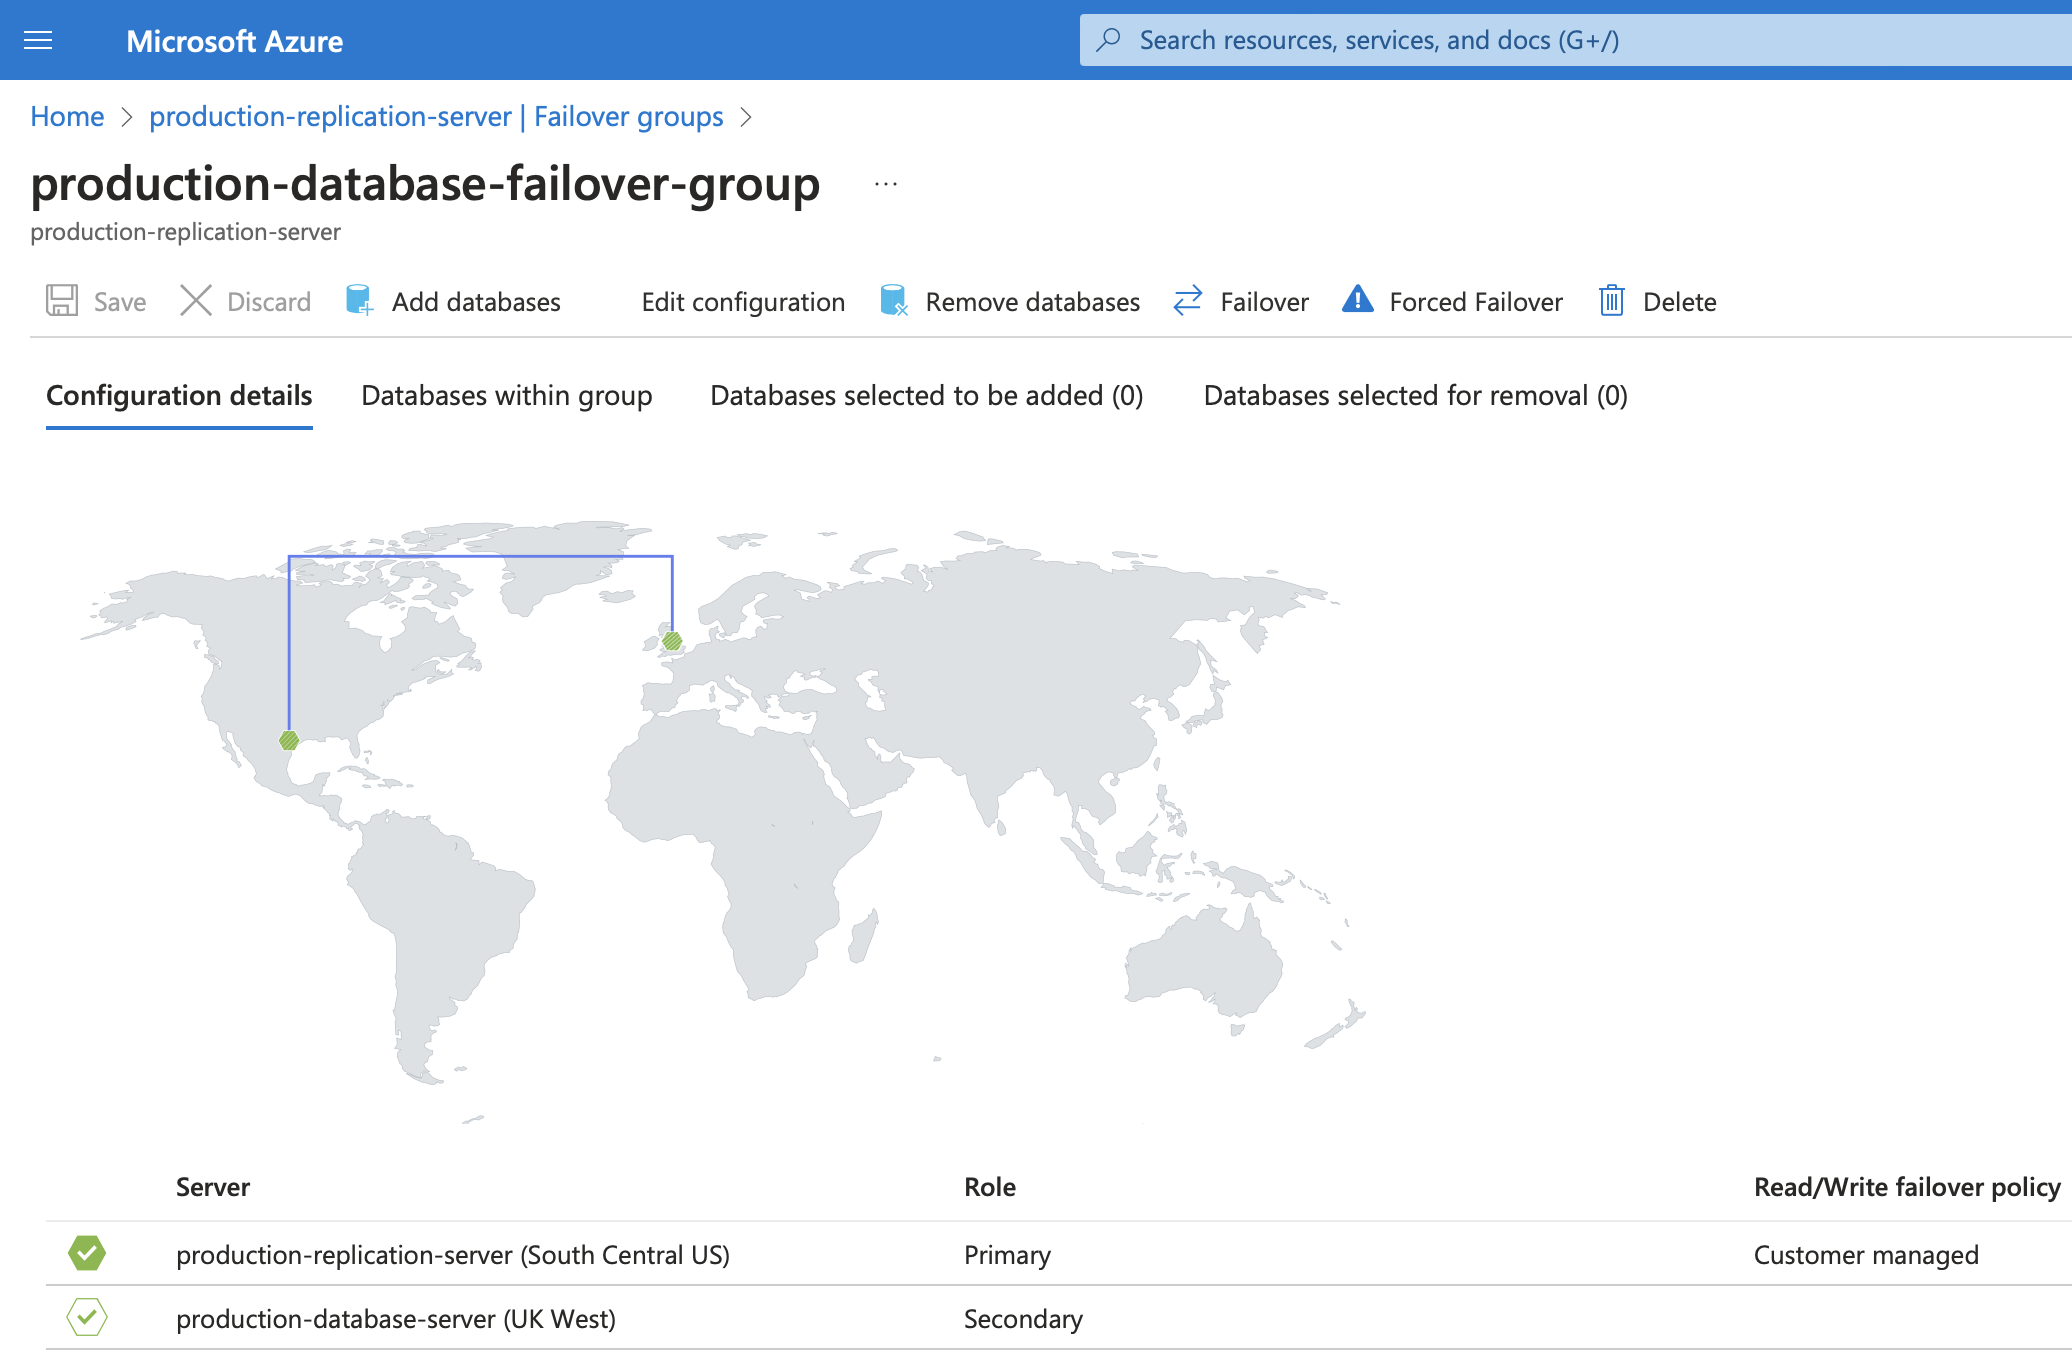 Microsoft Azure
Search resources, services, and docs (G+/)
Home > production-replication-server | Failover groups >
production-database-failover-group ...
production-replication-server
Save Discard Add databases Edit configuration Remove databases Failover Forced Failover Delete
Configuration details Databases within group Databases selected to be added (0) Databases selected for removal (0)
Server Role Read/Write failover policy
production-replication-server (South Central US) Primary Customer managed
production-database-server (UK West) Secondary